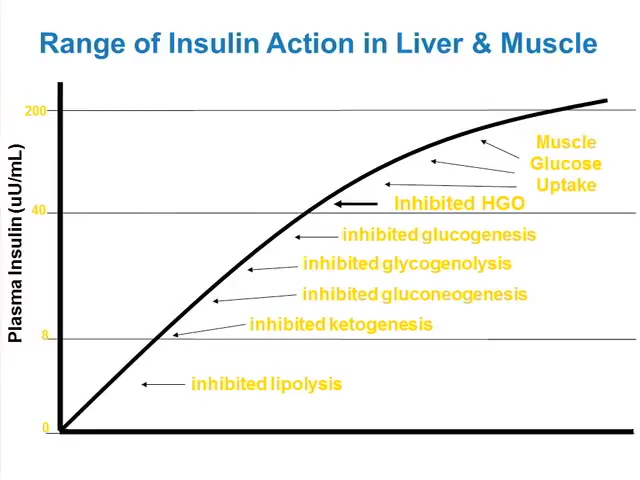 Range of Insulin Action in Liver & Muscle
Plasma Insulin (uU/mL)
200
40
8
0
Muscle
Glucose
Uptake
Inhibited HGO
inhibited glucogenesis
inhibited glycogenolysis
inhibited gluconeogenesis
inhibited ketogenesis
inhibited lipolysis